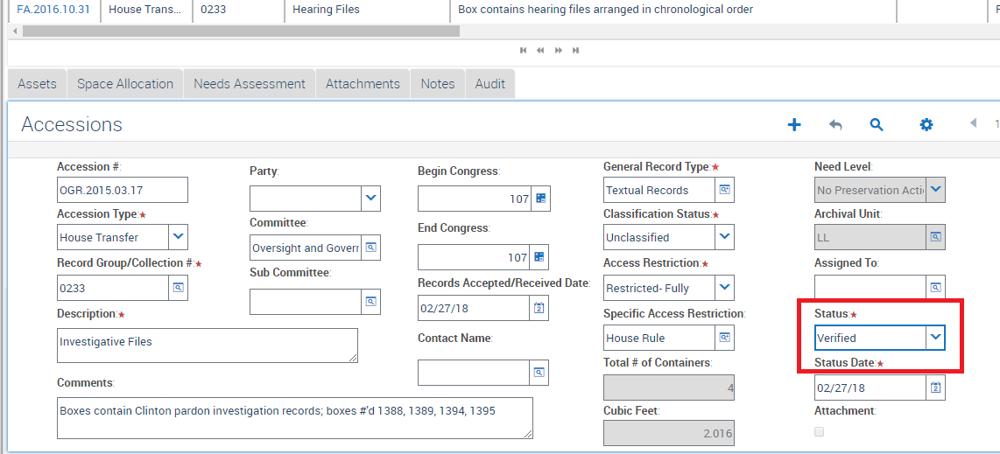 FA.2016.10.31 House Trans... 0233 Hearing Files Box contains hearing files arranged in chronological order
Assets Space Allocation Needs Assessment Attachments Notes Audit
Accessions
Accession #:
OGR.2015.03.17
Accession Type:★
House Transfer
Record Group/Collection #:★
0233
Description:★
Investigative Files
Comments:
Boxes contain Clinton pardon investigation records; boxes #'d 1388, 1389, 1394, 1395
Party:
Committee:
Oversight and Govern
Sub Committee:
Begin Congress:
107
End Congress:
107
Records Accepted/Received Date:
02/27/18
Contact Name:
General Record Type:★
Textual Records
Classification Status:★
Unclassified
Access Restriction:★
Restricted- Fully
Specific Access Restriction:
House Rule
Total # of Containers:
4
Cubic Feet:
2.016
Need Level:
No Preservation Acti
Archival Unit:
LL
Assigned To:
Status:★
Verified
Status Date:★
02/27/18
Attachment: